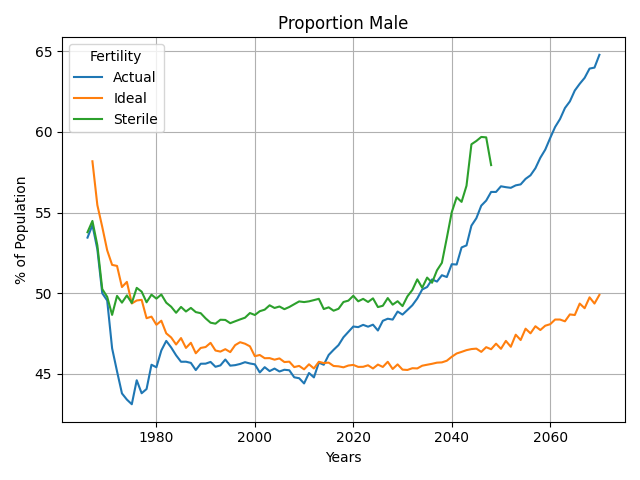 Proportion Male
Fertility
Actual
Ideal
Sterile
% of Population
65
60
55
50
45
1980
2000
2020
2040
2060
Years